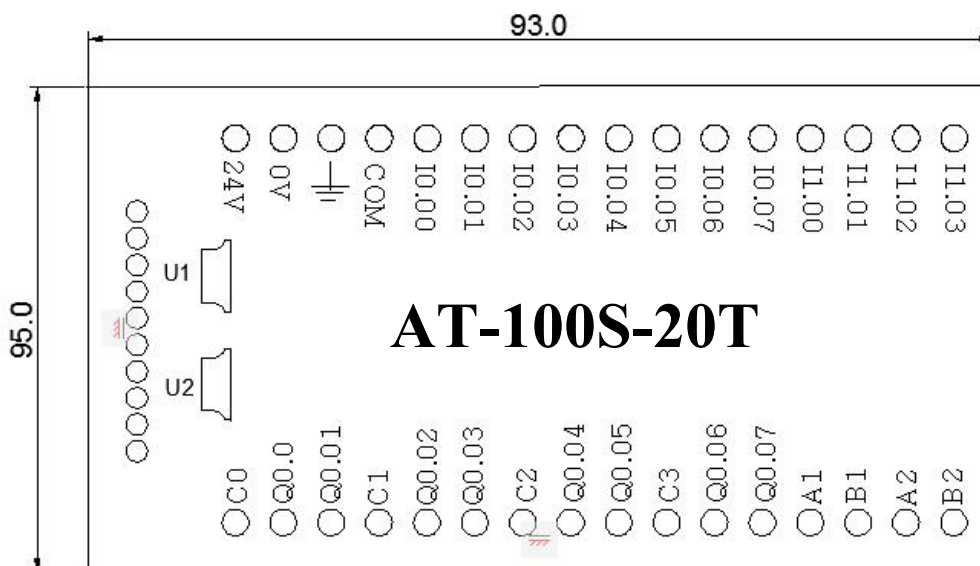 93.0
95.0
24V
0V
COM
I0.00
I0.01
I0.02
I0.03
I0.04
I0.05
I0.06
I0.07
I1.00
I1.01
I1.02
I1.03
U1
AT-100S-20T
U2
C0
Q0.0
Q0.01
C1
Q0.02
Q0.03
C2
Q0.04
Q0.05
C3
Q0.06
Q0.07
A1
B1
A2
B2